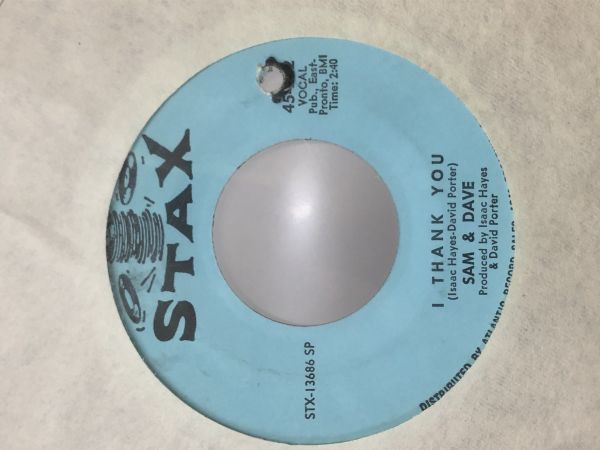 STAX
VOCAL
Pub., East-
Pronto, BMI
Time: 2:40
STX-13686 SP
I THANK YOU
(Isaac Hayes-David Porter)
SAM & DAVE
Produced by Isaac Hayes
& David Porter
DISTRIBUTED BY ATLANTIC RECORD SALES